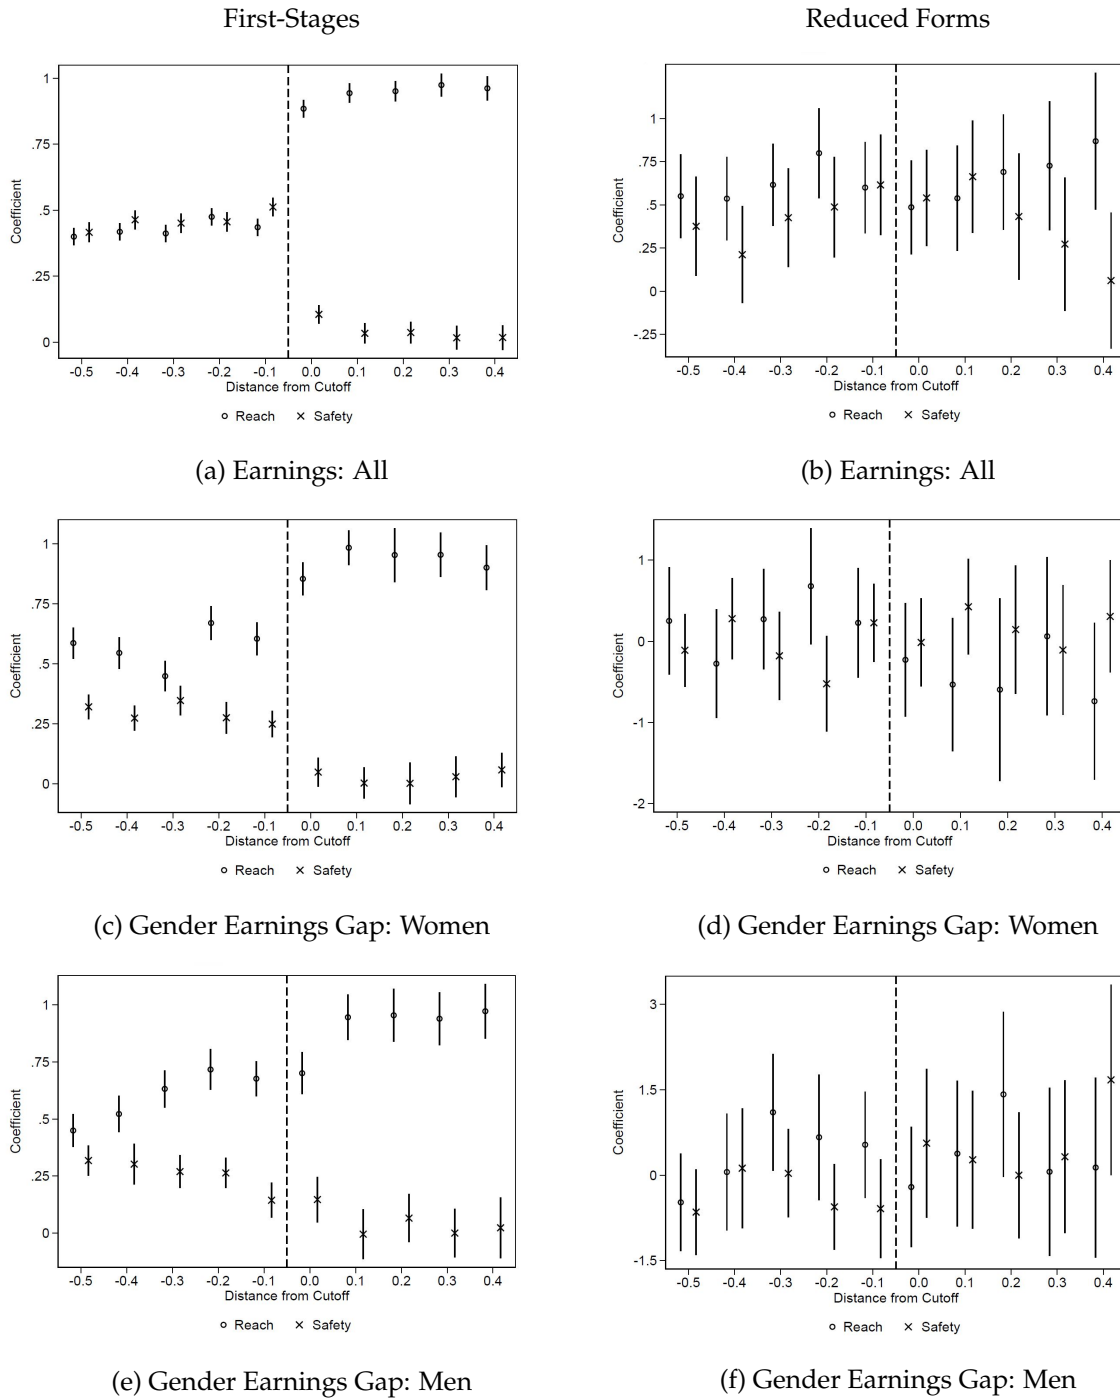 First-Stages
Reduced Forms
1
.75
.5
.25
0
Coefficient
-0.5 -0.4 -0.3 -0.2 -0.1 0.0 0.1 0.2 0.3 0.4
Distance from Cutoff
Reach Safety
(a) Earnings: All
1
.75
.5
.25
0
-.25
Coefficient
-0.5 -0.4 -0.3 -0.2 -0.1 0.0 0.1 0.2 0.3 0.4
Distance from Cutoff
Reach Safety
(b) Earnings: All
1
.75
.5
.25
0
Coefficient
-0.5 -0.4 -0.3 -0.2 -0.1 0.0 0.1 0.2 0.3 0.4
Distance from Cutoff
Reach Safety
(c) Gender Earnings Gap: Women
1
0
-1
-2
Coefficient
-0.5 -0.4 -0.3 -0.2 -0.1 0.0 0.1 0.2 0.3 0.4
Distance from Cutoff
Reach Safety
(d) Gender Earnings Gap: Women
1
.75
.5
.25
0
Coefficient
-0.5 -0.4 -0.3 -0.2 -0.1 0.0 0.1 0.2 0.3 0.4
Distance from Cutoff
Reach Safety
(e) Gender Earnings Gap: Men
3
1.5
0
-1.5
Coefficient
-0.5 -0.4 -0.3 -0.2 -0.1 0.0 0.1 0.2 0.3 0.4
Distance from Cutoff
Reach Safety
(f) Gender Earnings Gap: Men